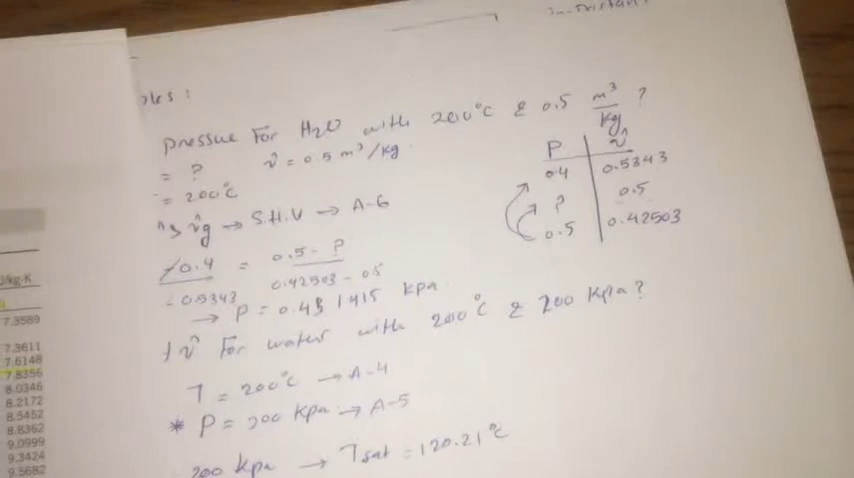 ples:
pressue For H2O with 200°c & 0.5 m³/kg ?
= ? v̂ = 0.5 m³/kg
= 200°C
v̂ > v̂g → S.H.V → A-6
P v̂
0.4 0.5343
? 0.5
0.5 0.42503
-0.4 = 0.5 - ?
-0.5343 0.42503 - 0.5
→ P = 0.431415 kpa
f v̂ For water with 200°C & 200 Kpa?
T = 200°C → A-4
* P = 200 kpa → A-5
200 kpa → Tsat = 120.21°C
J/kg·K
7.3589
7.3611
7.6148
7.8356
8.0346
8.2172
8.5452
8.8362
9.0999
9.3424
9.5682